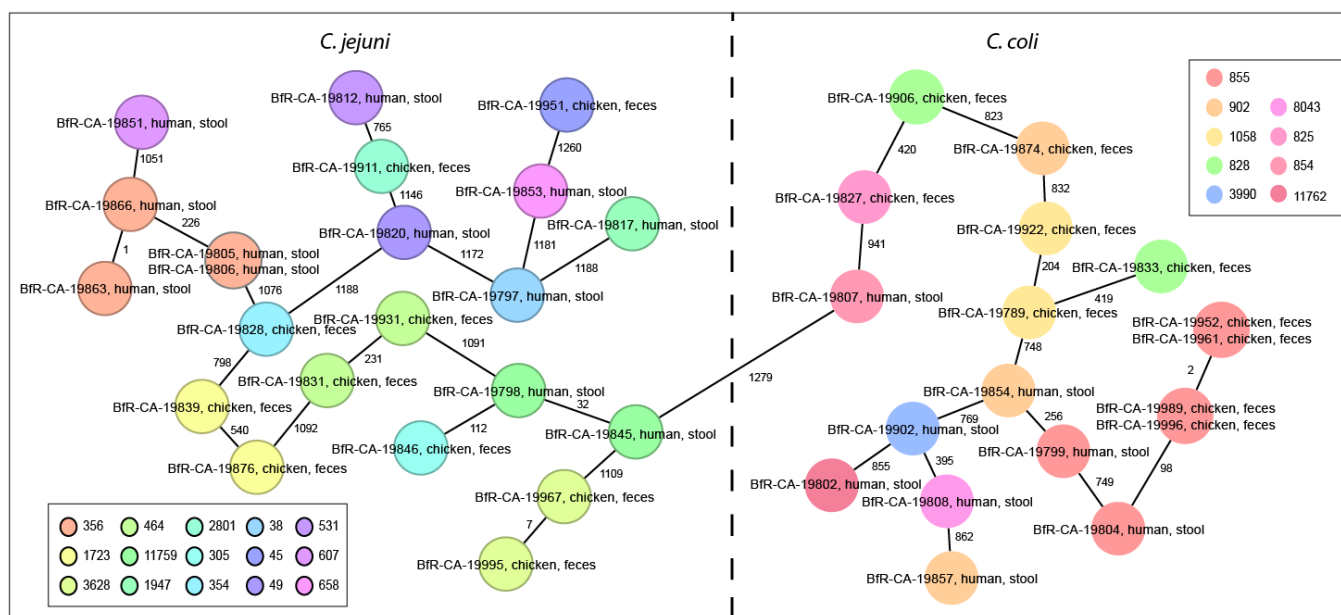 C. jejuni
C. coli
BfR-CA-19851, human, stool
1051
BfR-CA-19866, human, stool
226
1
BfR-CA-19863, human, stool
BfR-CA-19805, human, stool
BfR-CA-19806, human, stool
1076
BfR-CA-19828, chicken, feces
798
BfR-CA-19839, chicken, feces
540
BfR-CA-19876, chicken, feces
1092
BfR-CA-19831, chicken, feces
231
BfR-CA-19931, chicken, feces
1091
BfR-CA-19812, human, stool
765
BfR-CA-19911, chicken, feces
1146
BfR-CA-19820, human, stool
1188
1172
BfR-CA-19951, chicken, feces
1260
BfR-CA-19853, human, stool
1181
BfR-CA-19817, human, stool
1188
BfR-CA-19797, human, stool
BfR-CA-19798, human, stool
32
112
BfR-CA-19846, chicken, feces
BfR-CA-19845, human, stool
1109
BfR-CA-19967, chicken, feces
7
BfR-CA-19995, chicken, feces
1279
356
464
2801
38
531
1723
11759
305
45
607
3628
1947
354
49
658
BfR-CA-19906, chicken, feces
823
420
BfR-CA-19874, chicken, feces
832
BfR-CA-19827, chicken, feces
941
BfR-CA-19807, human, stool
BfR-CA-19922, chicken, feces
204
BfR-CA-19833, chicken, feces
419
BfR-CA-19789, chicken, feces
748
BfR-CA-19952, chicken, feces
BfR-CA-19961, chicken, feces
2
BfR-CA-19854, human, stool
769
256
BfR-CA-19989, chicken, feces
BfR-CA-19996, chicken, feces
98
BfR-CA-19902, human, stool
855
395
BfR-CA-19799, human, stool
749
BfR-CA-19802, human, stool
BfR-CA-19808, human, stool
862
BfR-CA-19804, human, stool
BfR-CA-19857, human, stool
855
902
8043
1058
825
828
854
3990
11762